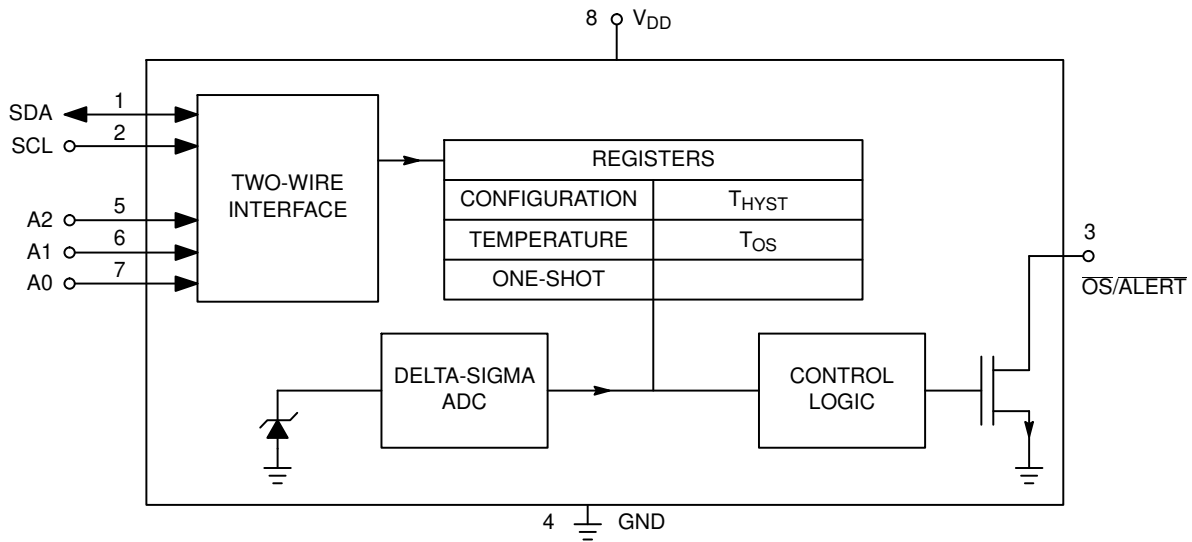 8 VDD
SDA 1
SCL 2
A2 5
A1 6
A0 7
TWO-WIRE
INTERFACE
REGISTERS
CONFIGURATION THYST
TEMPERATURE TOS
ONE-SHOT
3
OS/ALERT
DELTA-SIGMA
ADC
CONTROL
LOGIC
4 GND